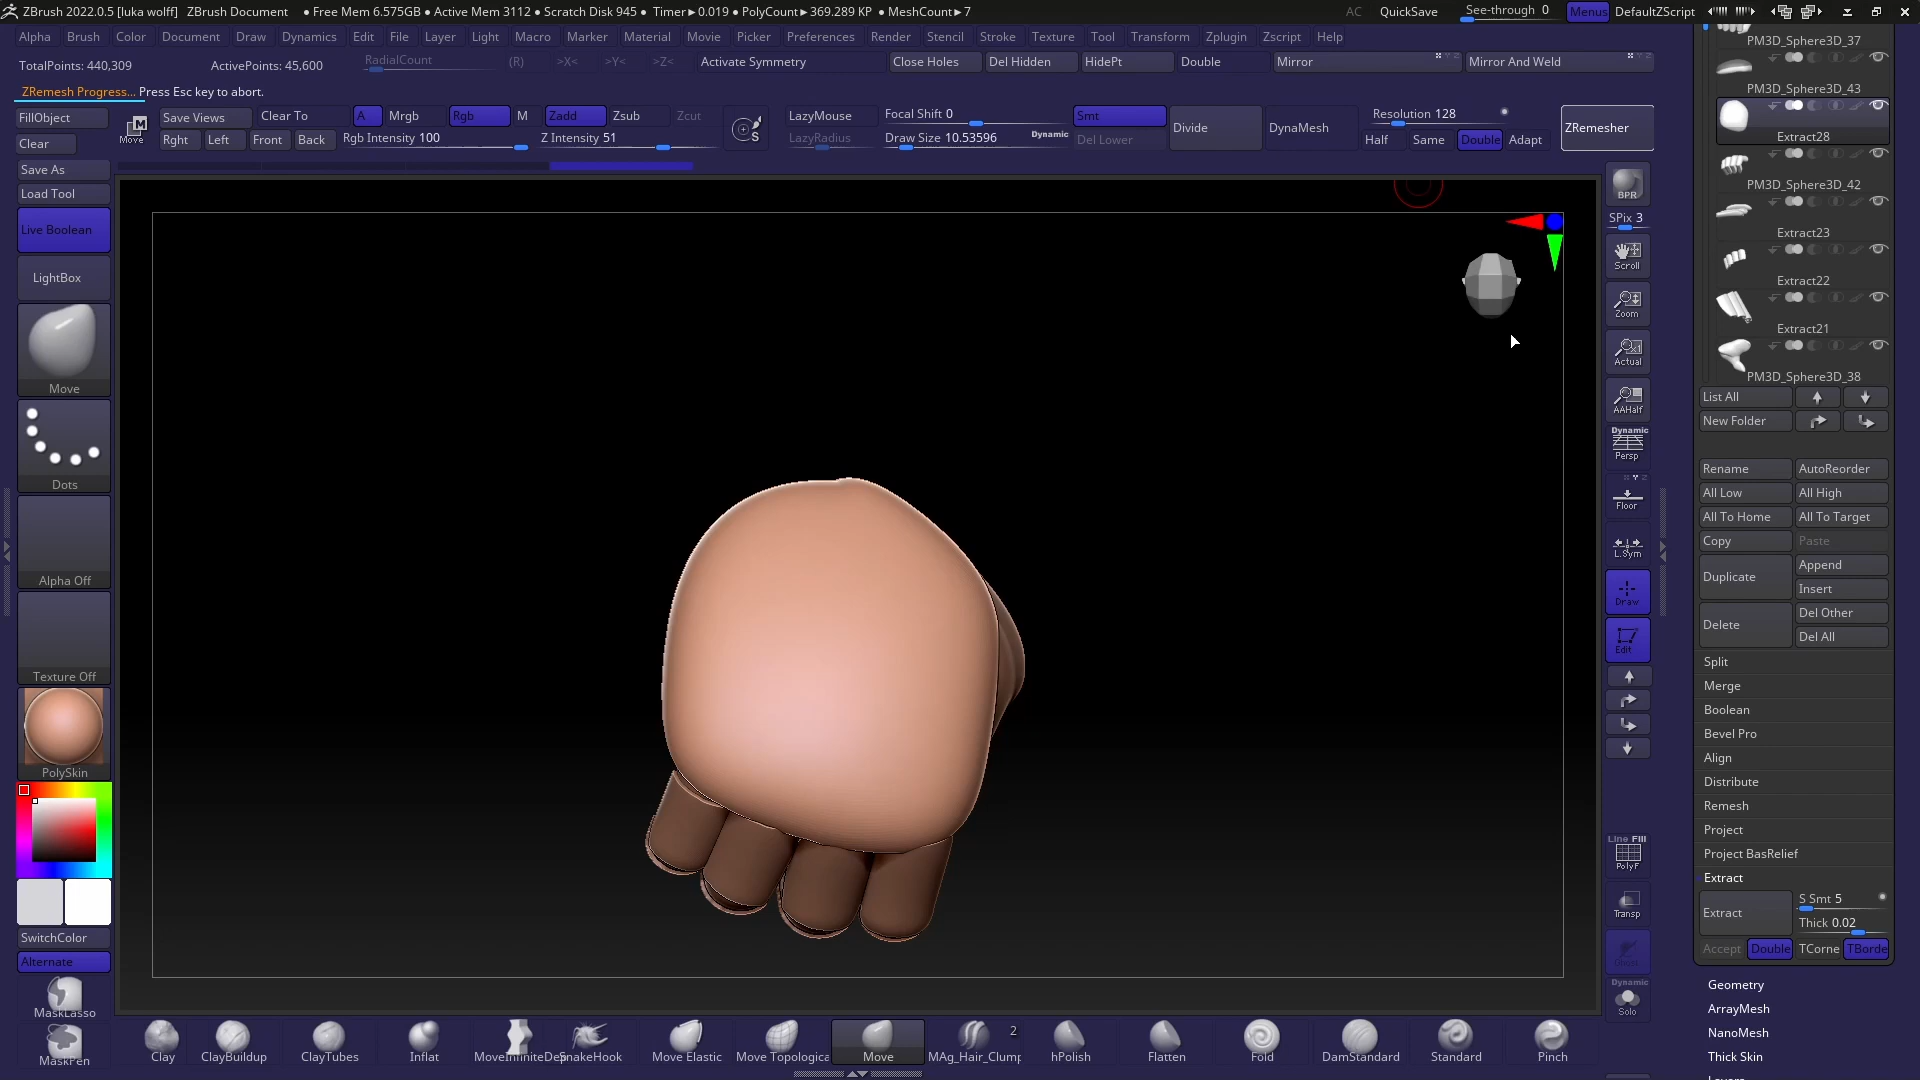 ZBrush 2022.0.5 [luka wolff] ZBrush Document ● Free Mem 6.575GB ● Active Mem 3112 ● Scratch Disk 945 ● Timer►0.019 ● PolyCount►369.289 KP ● MeshCount►7 AC QuickSave See-through 0 Menus DefaultZScript
Alpha Brush Color Document Draw Dynamics Edit File Layer Light Macro Marker Material Movie Picker Preferences Render Stencil Stroke Texture Tool Transform Zplugin Zscript Help
TotalPoints: 440,309 ActivePoints: 45,600 RadialCount (R) >X< >Y< >Z< Activate Symmetry Close Holes Del Hidden HidePt Double Mirror Mirror And Weld
ZRemesh Progress... Press Esc key to abort.
FillObject Save Views Clear To A Mrgb Rgb M Zadd Zsub Zcut LazyMouse Focal Shift 0 Smt Divide DynaMesh Resolution 128 ZRemesher
Clear Rght Left Front Back Move Rgb Intensity 100 Z Intensity 51 LazyRadius Draw Size 10.53596 Dynamic Del Lower Half Same Double Adapt
Save As
Load Tool
Live Boolean
LightBox
Move
Dots
Alpha Off
Texture Off
PolySkin
SwitchColor
Alternate
MaskLasso
MaskPen
Clay ClayBuildup ClayTubes Inflat MoveInfiniteDep SnakeHook Move Elastic Move Topologica Move MAg_Hair_Clump 2 hPolish Flatten Fold DamStandard Standard Pinch
BPR
SPix 3
Scroll
Zoom
Actual
AAHalf
Dynamic
Persp
Floor
L.Sym
Draw
Edit
Line Fill
PolyF
Transp
Dynamic
Solo
PM3D_Sphere3D_37
PM3D_Sphere3D_43
Extract28
PM3D_Sphere3D_42
Extract23
Extract22
Extract21
PM3D_Sphere3D_38
List All
New Folder
Rename AutoReorder
All Low All High
All To Home All To Target
Copy Paste
Duplicate Append
Insert
Delete Del Other
Del All
Split
Merge
Boolean
Bevel Pro
Align
Distribute
Remesh
Project
Project BasRelief
Extract
Extract S Smt 5
Thick 0.02
Accept Double TCorne TBorde
Geometry
ArrayMesh
NanoMesh
Thick Skin